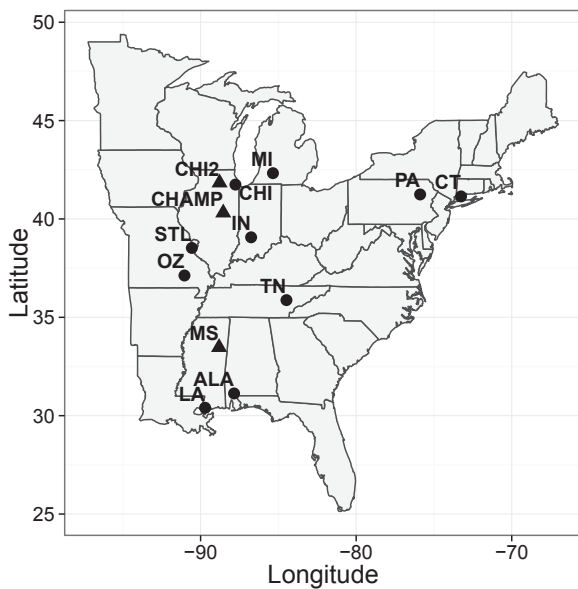 50
45
40
35
30
25
Latitude
CHI2
MI
CHI
CHAMP
IN
STL
OZ
TN
PA
CT
MS
ALA
LA
−90
−80
−70
Longitude